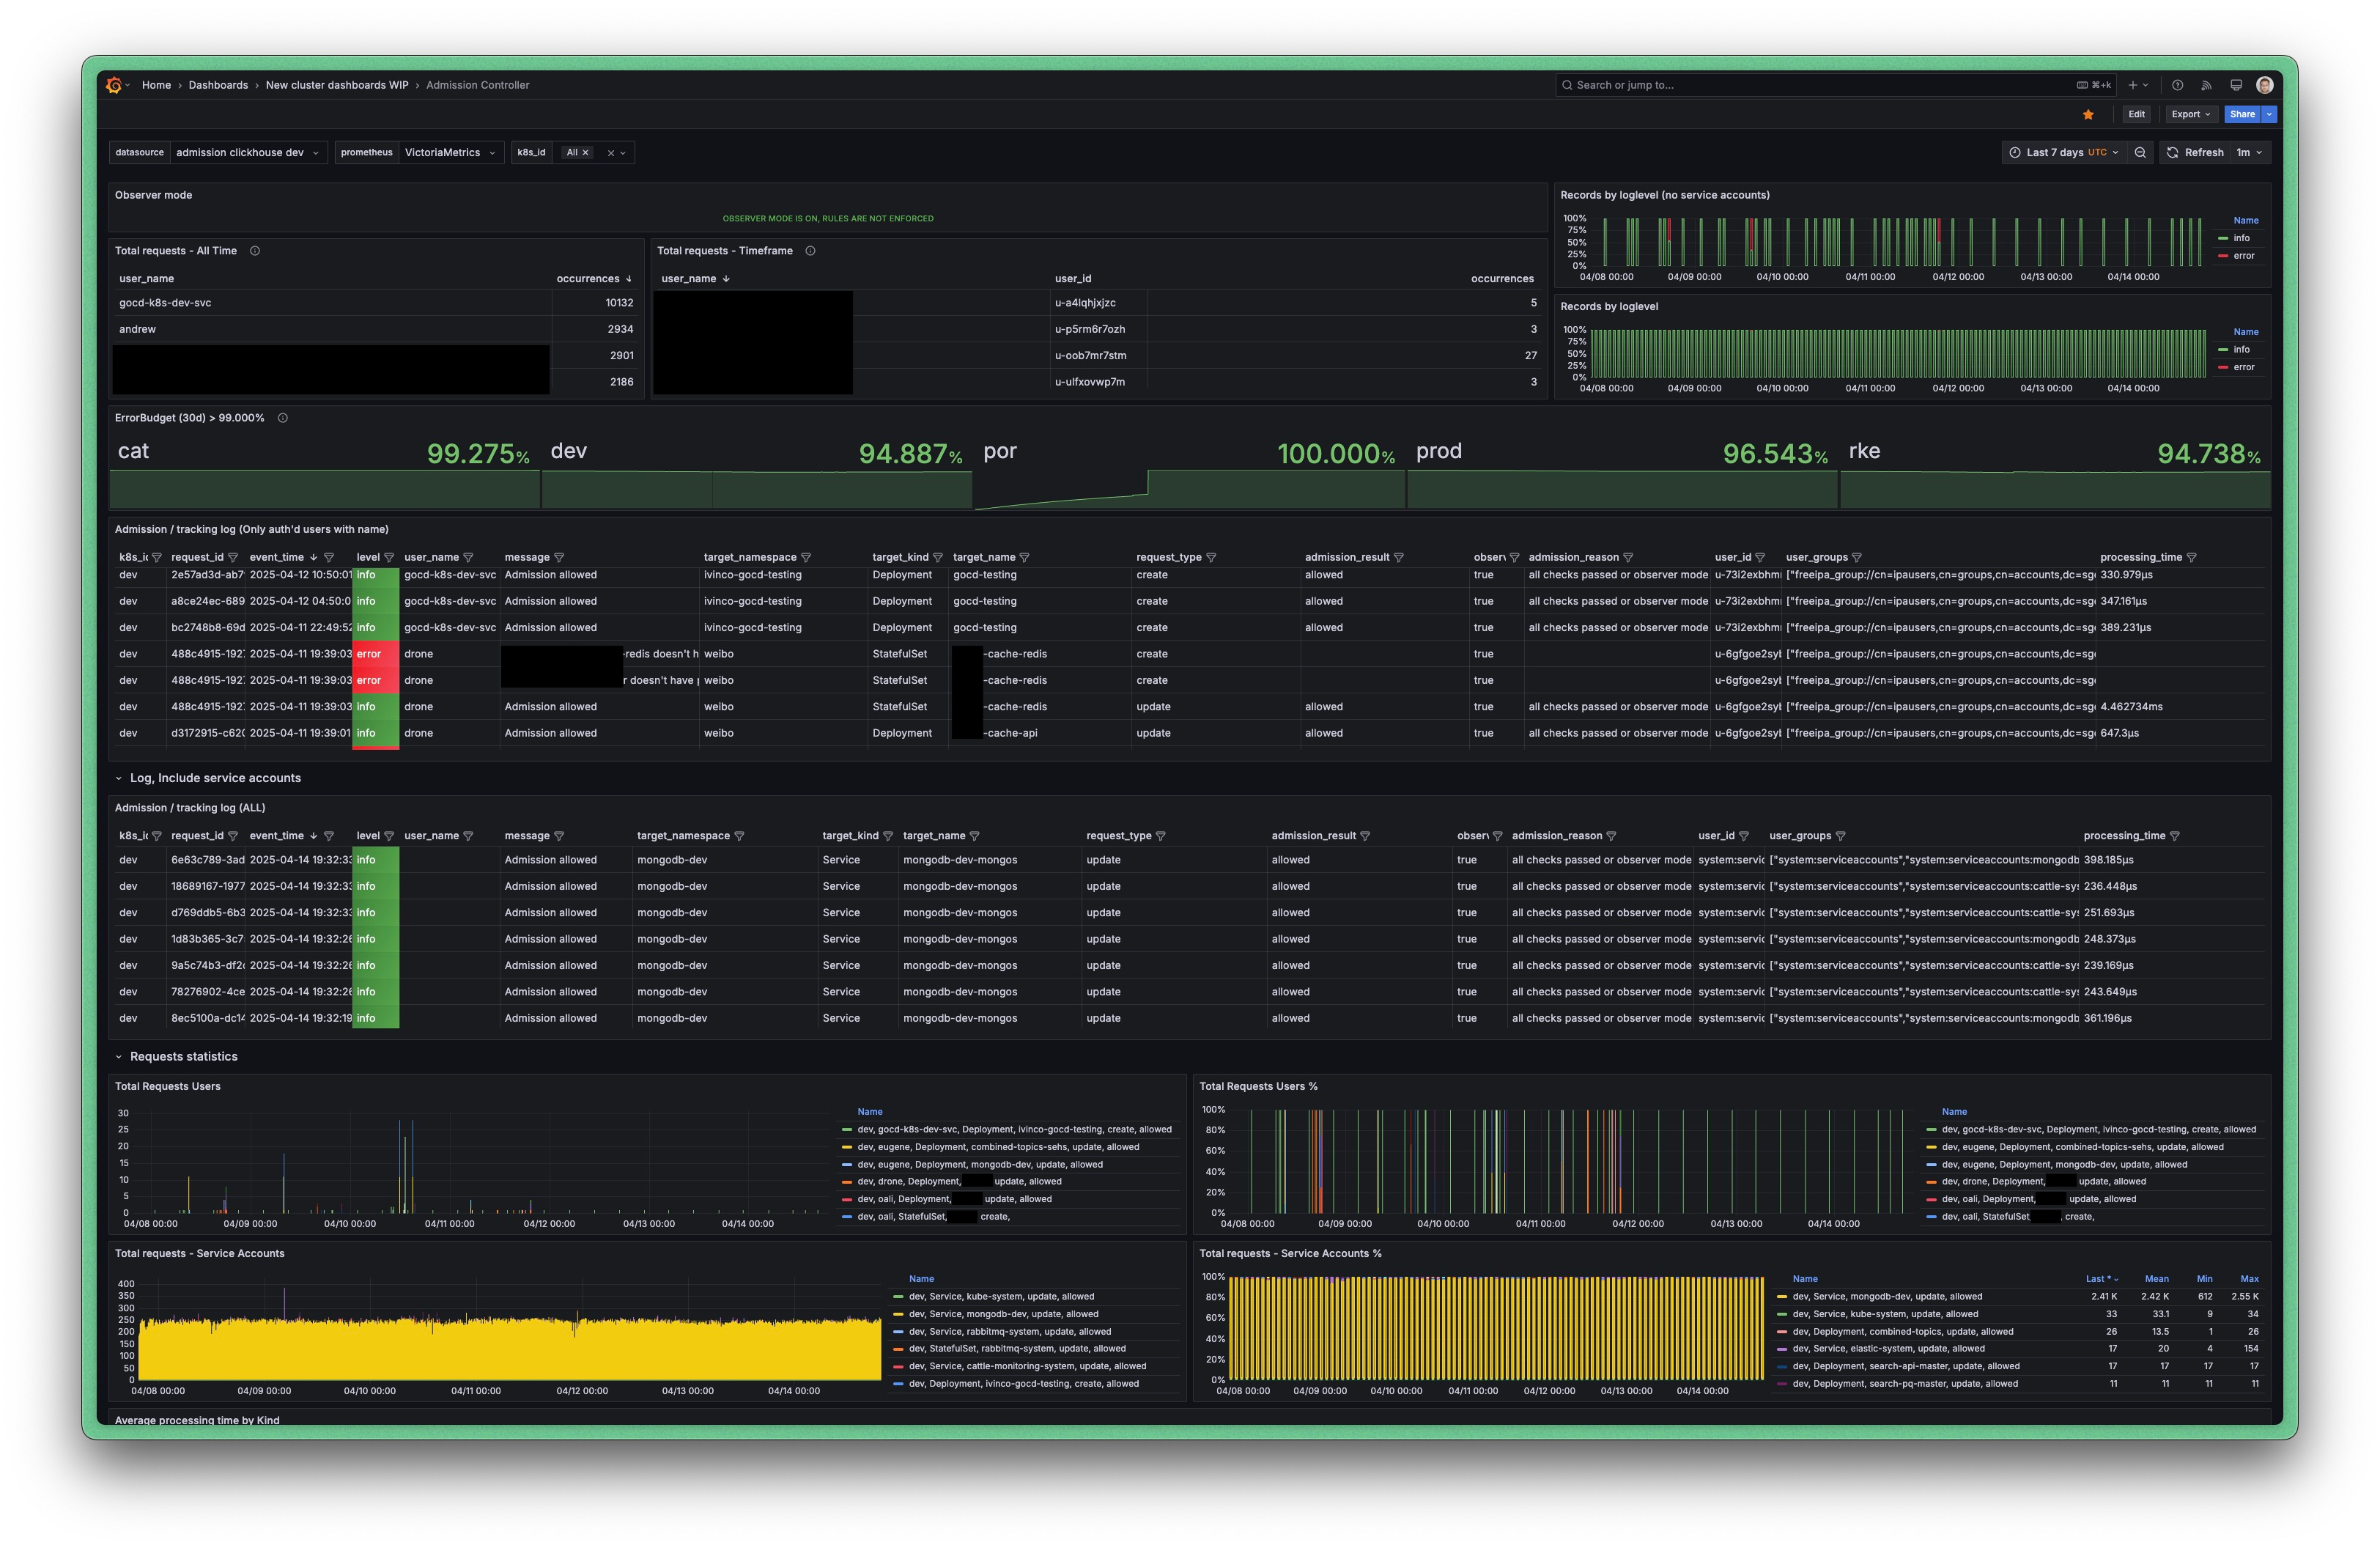 Home › Dashboards › New cluster dashboards WIP › Admission Controller
Search or jump to... ⌘+k
Edit Export Share
datasource admission clickhouse dev prometheus VictoriaMetrics k8s_id All Last 7 days UTC Refresh 1m
Observer mode
OBSERVER MODE IS ON, RULES ARE NOT ENFORCED
Total requests - All Time
user_name occurrences
gocd-k8s-dev-svc 10132
andrew 2934
2901
2186
Total requests - Timeframe
user_name user_id occurrences
u-a4lqhjxjzc 5
u-p5rm6r7ozh 3
u-oob7mr7stm 27
u-ulfxovwp7m 3
Records by loglevel (no service accounts)
100%
75%
50%
25%
0%
04/08 00:00 04/09 00:00 04/10 00:00 04/11 00:00 04/12 00:00 04/13 00:00 04/14 00:00
Name
info
error
Records by loglevel
100%
75%
50%
25%
0%
04/08 00:00 04/09 00:00 04/10 00:00 04/11 00:00 04/12 00:00 04/13 00:00 04/14 00:00
Name
info
error
ErrorBudget (30d) > 99.000%
cat 99.275% dev 94.887% por 100.000% prod 96.543% rke 94.738%
Admission / tracking log (Only auth'd users with name)
k8s_ic request_id event_time level user_name message target_namespace target_kind target_name request_type admission_result observ admission_reason user_id user_groups processing_time
dev 2e57ad3d-ab7 2025-04-12 10:50:01 info gocd-k8s-dev-svc Admission allowed ivinco-gocd-testing Deployment gocd-testing create allowed true all checks passed or observer mode u-73i2exbhm ["freeipa_group://cn=ipausers,cn=groups,cn=accounts,dc=sg 330.979µs
dev a8ce24ec-689 2025-04-12 04:50:0 info gocd-k8s-dev-svc Admission allowed ivinco-gocd-testing Deployment gocd-testing create allowed true all checks passed or observer mode u-73i2exbhm ["freeipa_group://cn=ipausers,cn=groups,cn=accounts,dc=sg 347.161µs
dev bc2748b8-69d 2025-04-11 22:49:52 info gocd-k8s-dev-svc Admission allowed ivinco-gocd-testing Deployment gocd-testing create allowed true all checks passed or observer mode u-73i2exbhm ["freeipa_group://cn=ipausers,cn=groups,cn=accounts,dc=sg 389.231µs
dev 488c4915-192 2025-04-11 19:39:03 error drone -redis doesn't h weibo StatefulSet -cache-redis create true u-6gfgoe2syl ["freeipa_group://cn=ipausers,cn=groups,cn=accounts,dc=sg
dev 488c4915-192 2025-04-11 19:39:03 error drone r doesn't have weibo StatefulSet -cache-redis create true u-6gfgoe2syl ["freeipa_group://cn=ipausers,cn=groups,cn=accounts,dc=sg
dev 488c4915-192 2025-04-11 19:39:03 info drone Admission allowed weibo StatefulSet -cache-redis update allowed true all checks passed or observer mode u-6gfgoe2syl ["freeipa_group://cn=ipausers,cn=groups,cn=accounts,dc=sg 4.462734ms
dev d3172915-c62 2025-04-11 19:39:01 info drone Admission allowed weibo Deployment -cache-api update allowed true all checks passed or observer mode u-6gfgoe2syl ["freeipa_group://cn=ipausers,cn=groups,cn=accounts,dc=sg 647.3µs
Log, Include service accounts
Admission / tracking log (ALL)
k8s_ic request_id event_time level user_name message target_namespace target_kind target_name request_type admission_result observ admission_reason user_id user_groups processing_time
dev 6e63c789-3ad 2025-04-14 19:32:33 info Admission allowed mongodb-dev Service mongodb-dev-mongos update allowed true all checks passed or observer mode system:servic ["system:serviceaccounts","system:serviceaccounts:mongodb 398.185µs
dev 18689167-1977 2025-04-14 19:32:33 info Admission allowed mongodb-dev Service mongodb-dev-mongos update allowed true all checks passed or observer mode system:servic ["system:serviceaccounts","system:serviceaccounts:cattle-sy 236.448µs
dev d769ddb5-6b3 2025-04-14 19:32:33 info Admission allowed mongodb-dev Service mongodb-dev-mongos update allowed true all checks passed or observer mode system:servic ["system:serviceaccounts","system:serviceaccounts:cattle-sy 251.693µs
dev 1d83b365-3c7 2025-04-14 19:32:26 info Admission allowed mongodb-dev Service mongodb-dev-mongos update allowed true all checks passed or observer mode system:servic ["system:serviceaccounts","system:serviceaccounts:mongodb 248.373µs
dev 9a5c74b3-df2 2025-04-14 19:32:26 info Admission allowed mongodb-dev Service mongodb-dev-mongos update allowed true all checks passed or observer mode system:servic ["system:serviceaccounts","system:serviceaccounts:cattle-sy 239.169µs
dev 78276902-4ce 2025-04-14 19:32:26 info Admission allowed mongodb-dev Service mongodb-dev-mongos update allowed true all checks passed or observer mode system:servic ["system:serviceaccounts","system:serviceaccounts:cattle-sy 243.649µs
dev 8ec5100a-dc14 2025-04-14 19:32:19 info Admission allowed mongodb-dev Service mongodb-dev-mongos update allowed true all checks passed or observer mode system:servic ["system:serviceaccounts","system:serviceaccounts:mongodb 361.196µs
Requests statistics
Total Requests Users
30
25
20
15
10
5
0
04/08 00:00 04/09 00:00 04/10 00:00 04/11 00:00 04/12 00:00 04/13 00:00 04/14 00:00
Name
dev, gocd-k8s-dev-svc, Deployment, ivinco-gocd-testing, create, allowed
dev, eugene, Deployment, combined-topics-sehs, update, allowed
dev, eugene, Deployment, mongodb-dev, update, allowed
dev, drone, Deployment, update, allowed
dev, oali, Deployment, update, allowed
dev, oali, StatefulSet, create,
Total Requests Users %
100%
80%
60%
40%
20%
0%
04/08 00:00 04/09 00:00 04/10 00:00 04/11 00:00 04/12 00:00 04/13 00:00 04/14 00:00
Name
dev, gocd-k8s-dev-svc, Deployment, ivinco-gocd-testing, create, allowed
dev, eugene, Deployment, combined-topics-sehs, update, allowed
dev, eugene, Deployment, mongodb-dev, update, allowed
dev, drone, Deployment, update, allowed
dev, oali, Deployment, update, allowed
dev, oali, StatefulSet, , create,
Total requests - Service Accounts
400
350
300
250
200
150
100
50
0
04/08 00:00 04/09 00:00 04/10 00:00 04/11 00:00 04/12 00:00 04/13 00:00 04/14 00:00
Name
dev, Service, kube-system, update, allowed
dev, Service, mongodb-dev, update, allowed
dev, Service, rabbitmq-system, update, allowed
dev, StatefulSet, rabbitmq-system, update, allowed
dev, Service, cattle-monitoring-system, update, allowed
dev, Deployment, ivinco-gocd-testing, create, allowed
Total requests - Service Accounts %
100%
80%
60%
40%
20%
0%
04/08 00:00 04/09 00:00 04/10 00:00 04/11 00:00 04/12 00:00 04/13 00:00 04/14 00:00
Name Last * Mean Min Max
dev, Service, mongodb-dev, update, allowed 2.41 K 2.42 K 612 2.55 K
dev, Service, kube-system, update, allowed 33 33.1 9 34
dev, Deployment, combined-topics, update, allowed 26 13.5 1 26
dev, Service, elastic-system, update, allowed 17 20 4 154
dev, Deployment, search-api-master, update, allowed 17 17 17 17
dev, Deployment, search-pq-master, update, allowed 11 11 11 11
Average processing time by Kind